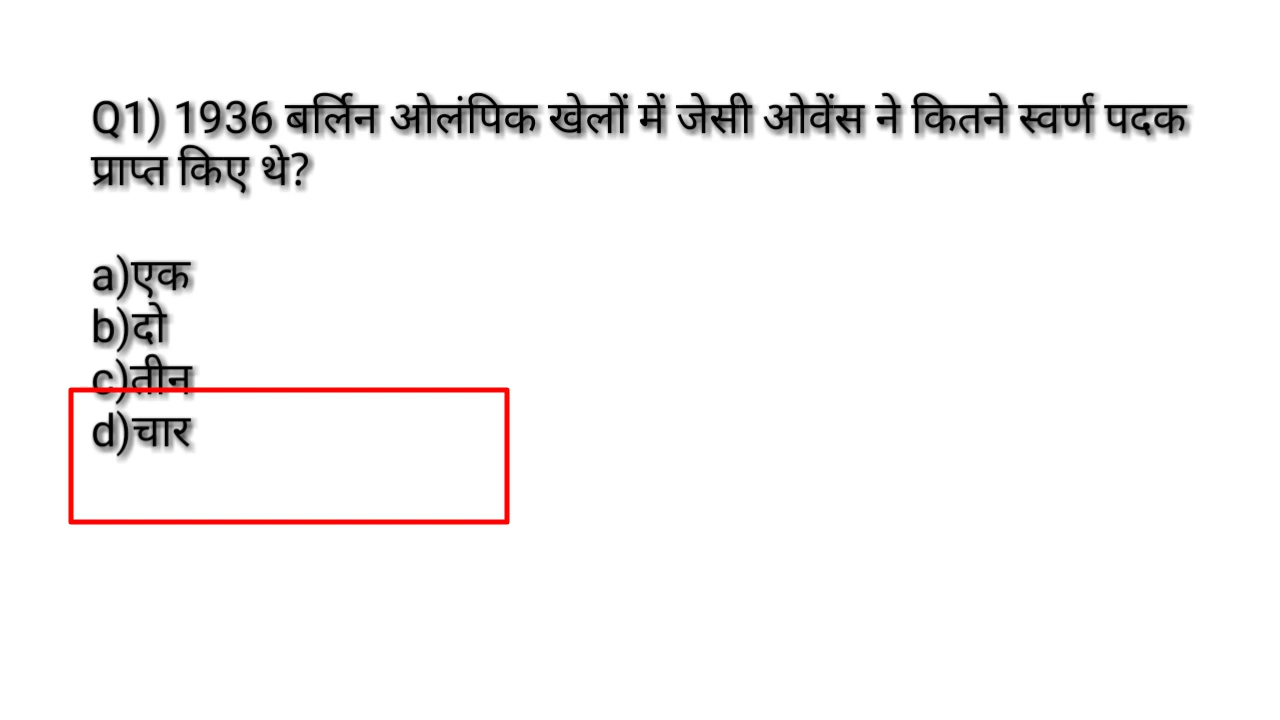 Q1) 1936 बर्लिन ओलंपिक खेलों में जेसी ओवेंस ने कितने स्वर्ण पदक
प्राप्त किए थे?
a)एक
b)दो
c)तीन
d)चार